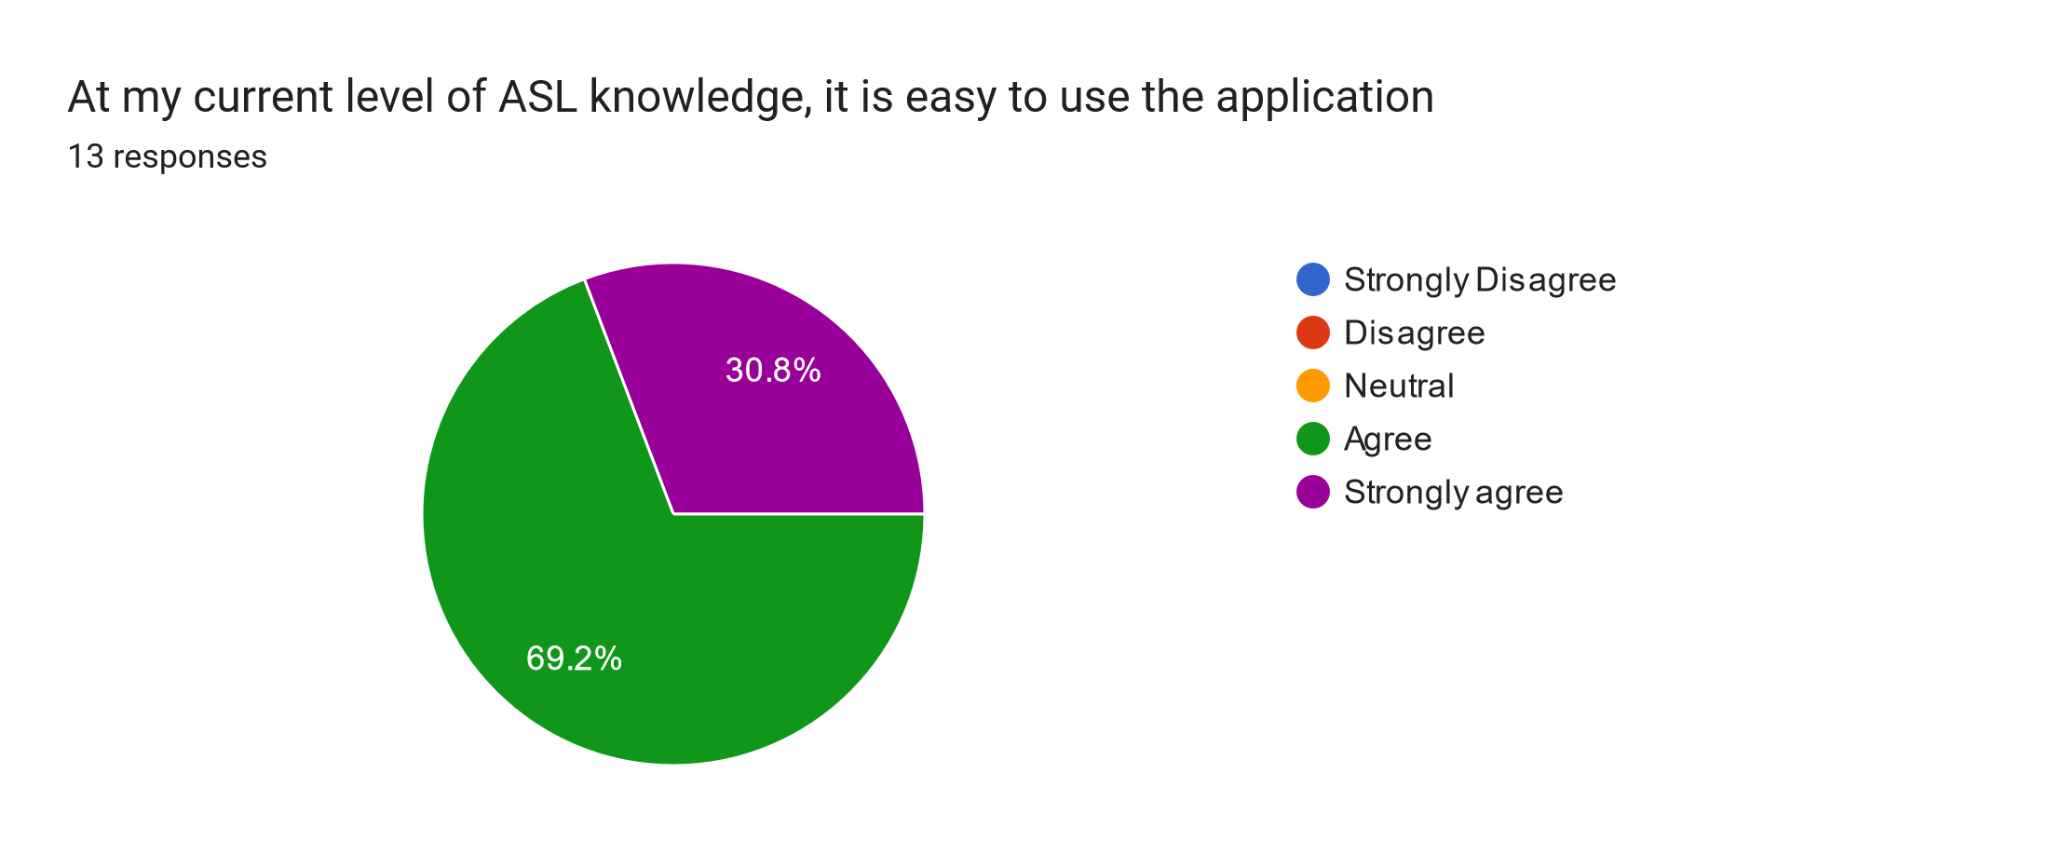 At my current level of ASL knowledge, it is easy to use the application
13 responses
30.8%
69.2%
Strongly Disagree
Disagree
Neutral
Agree
Strongly agree